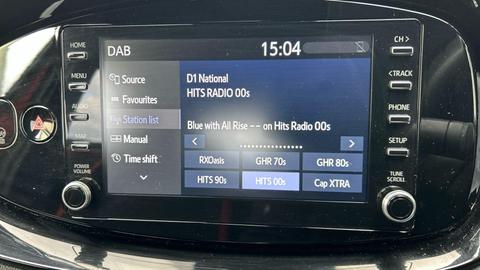 DAB
15:04
HOME
MENU
AUDIO
MAP
POWER
VOLUME
Source
Favourites
Station list
Manual
Time shift
D1 National
HITS RADIO 00s
Blue with All Rise -- on Hits Radio 00s
RXOasis
GHR 70s
GHR 80s
HITS 90s
HITS 00s
Cap XTRA
CH >
< TRACK
PHONE
SETUP
TUNE
SCROLL